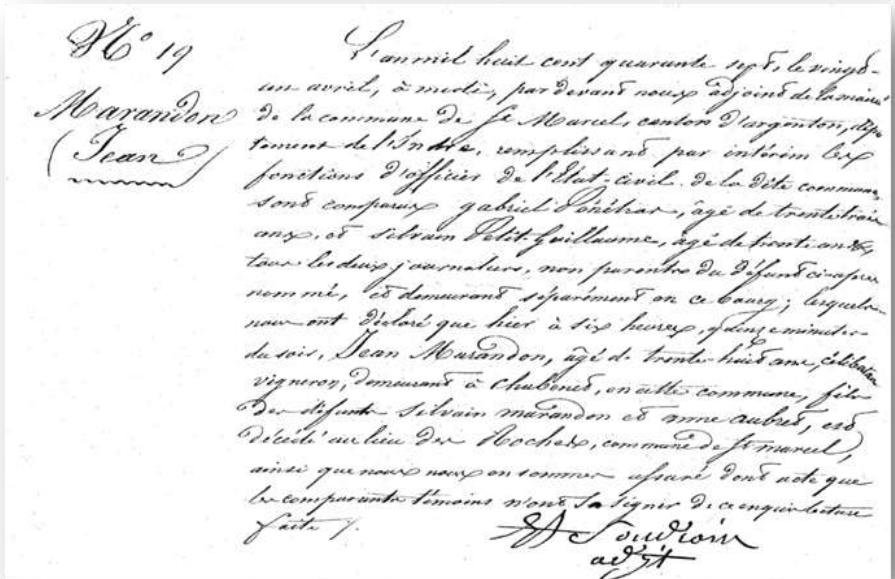 N° 19
Marandon
(Jean)
L'an mil huit cent quarante sept, le vingt-
un avril, à midi, par devant nous adjoint de la mairie
de la commune de St Marcel, canton d'argenton, dépar
tement de l'Indre, remplissant par intérim les
fonctions d'officier de l'Etat-civil de la dite commune,
sont comparus gabriel Pénétrar, âgé de trente trois
ans, et silvain Petit-Guillaume, âgé de trente ans,
tous les deux journaliers, non parents du défunt ci-après
nommé, et demeurant séparément en ce bourg; lesquels
nous ont déclaré que hier à six heures, quinze minutes
du soir, Jean Marandon, âgé de trente-huit ans, célibataire
vigneron, demeurant à chabenet, en cette commune, fils
des défunts silvain marandon et anne aubret, est
décédé au lieu des Roches, commune de St marcel,
ainsi que nous nous en sommes assuré dont acte que
les comparants témoins n'ont su signer de ce enquis lecture
faite /.
adjt